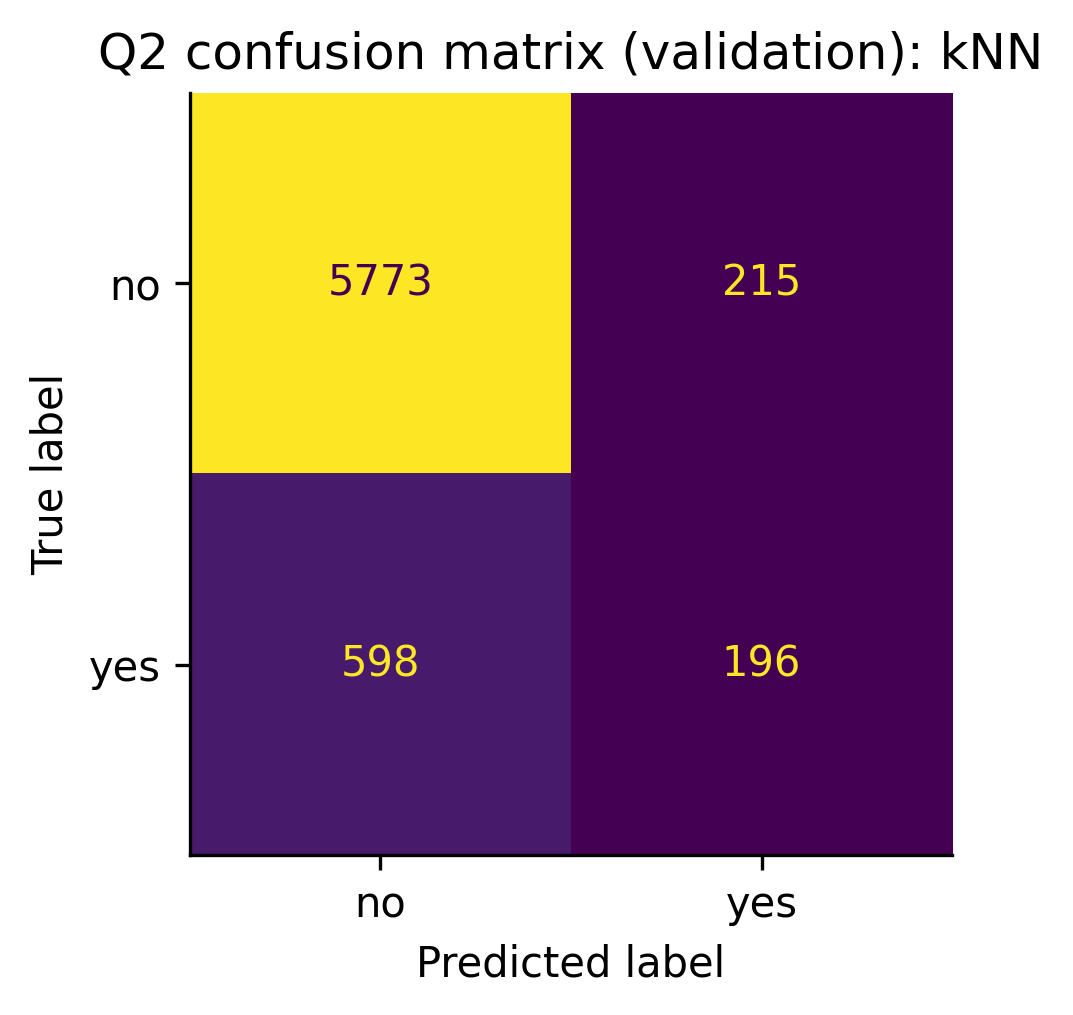 Q2 confusion matrix (validation): kNN
no
5773
215
True label
yes
598
196
no
yes
Predicted label